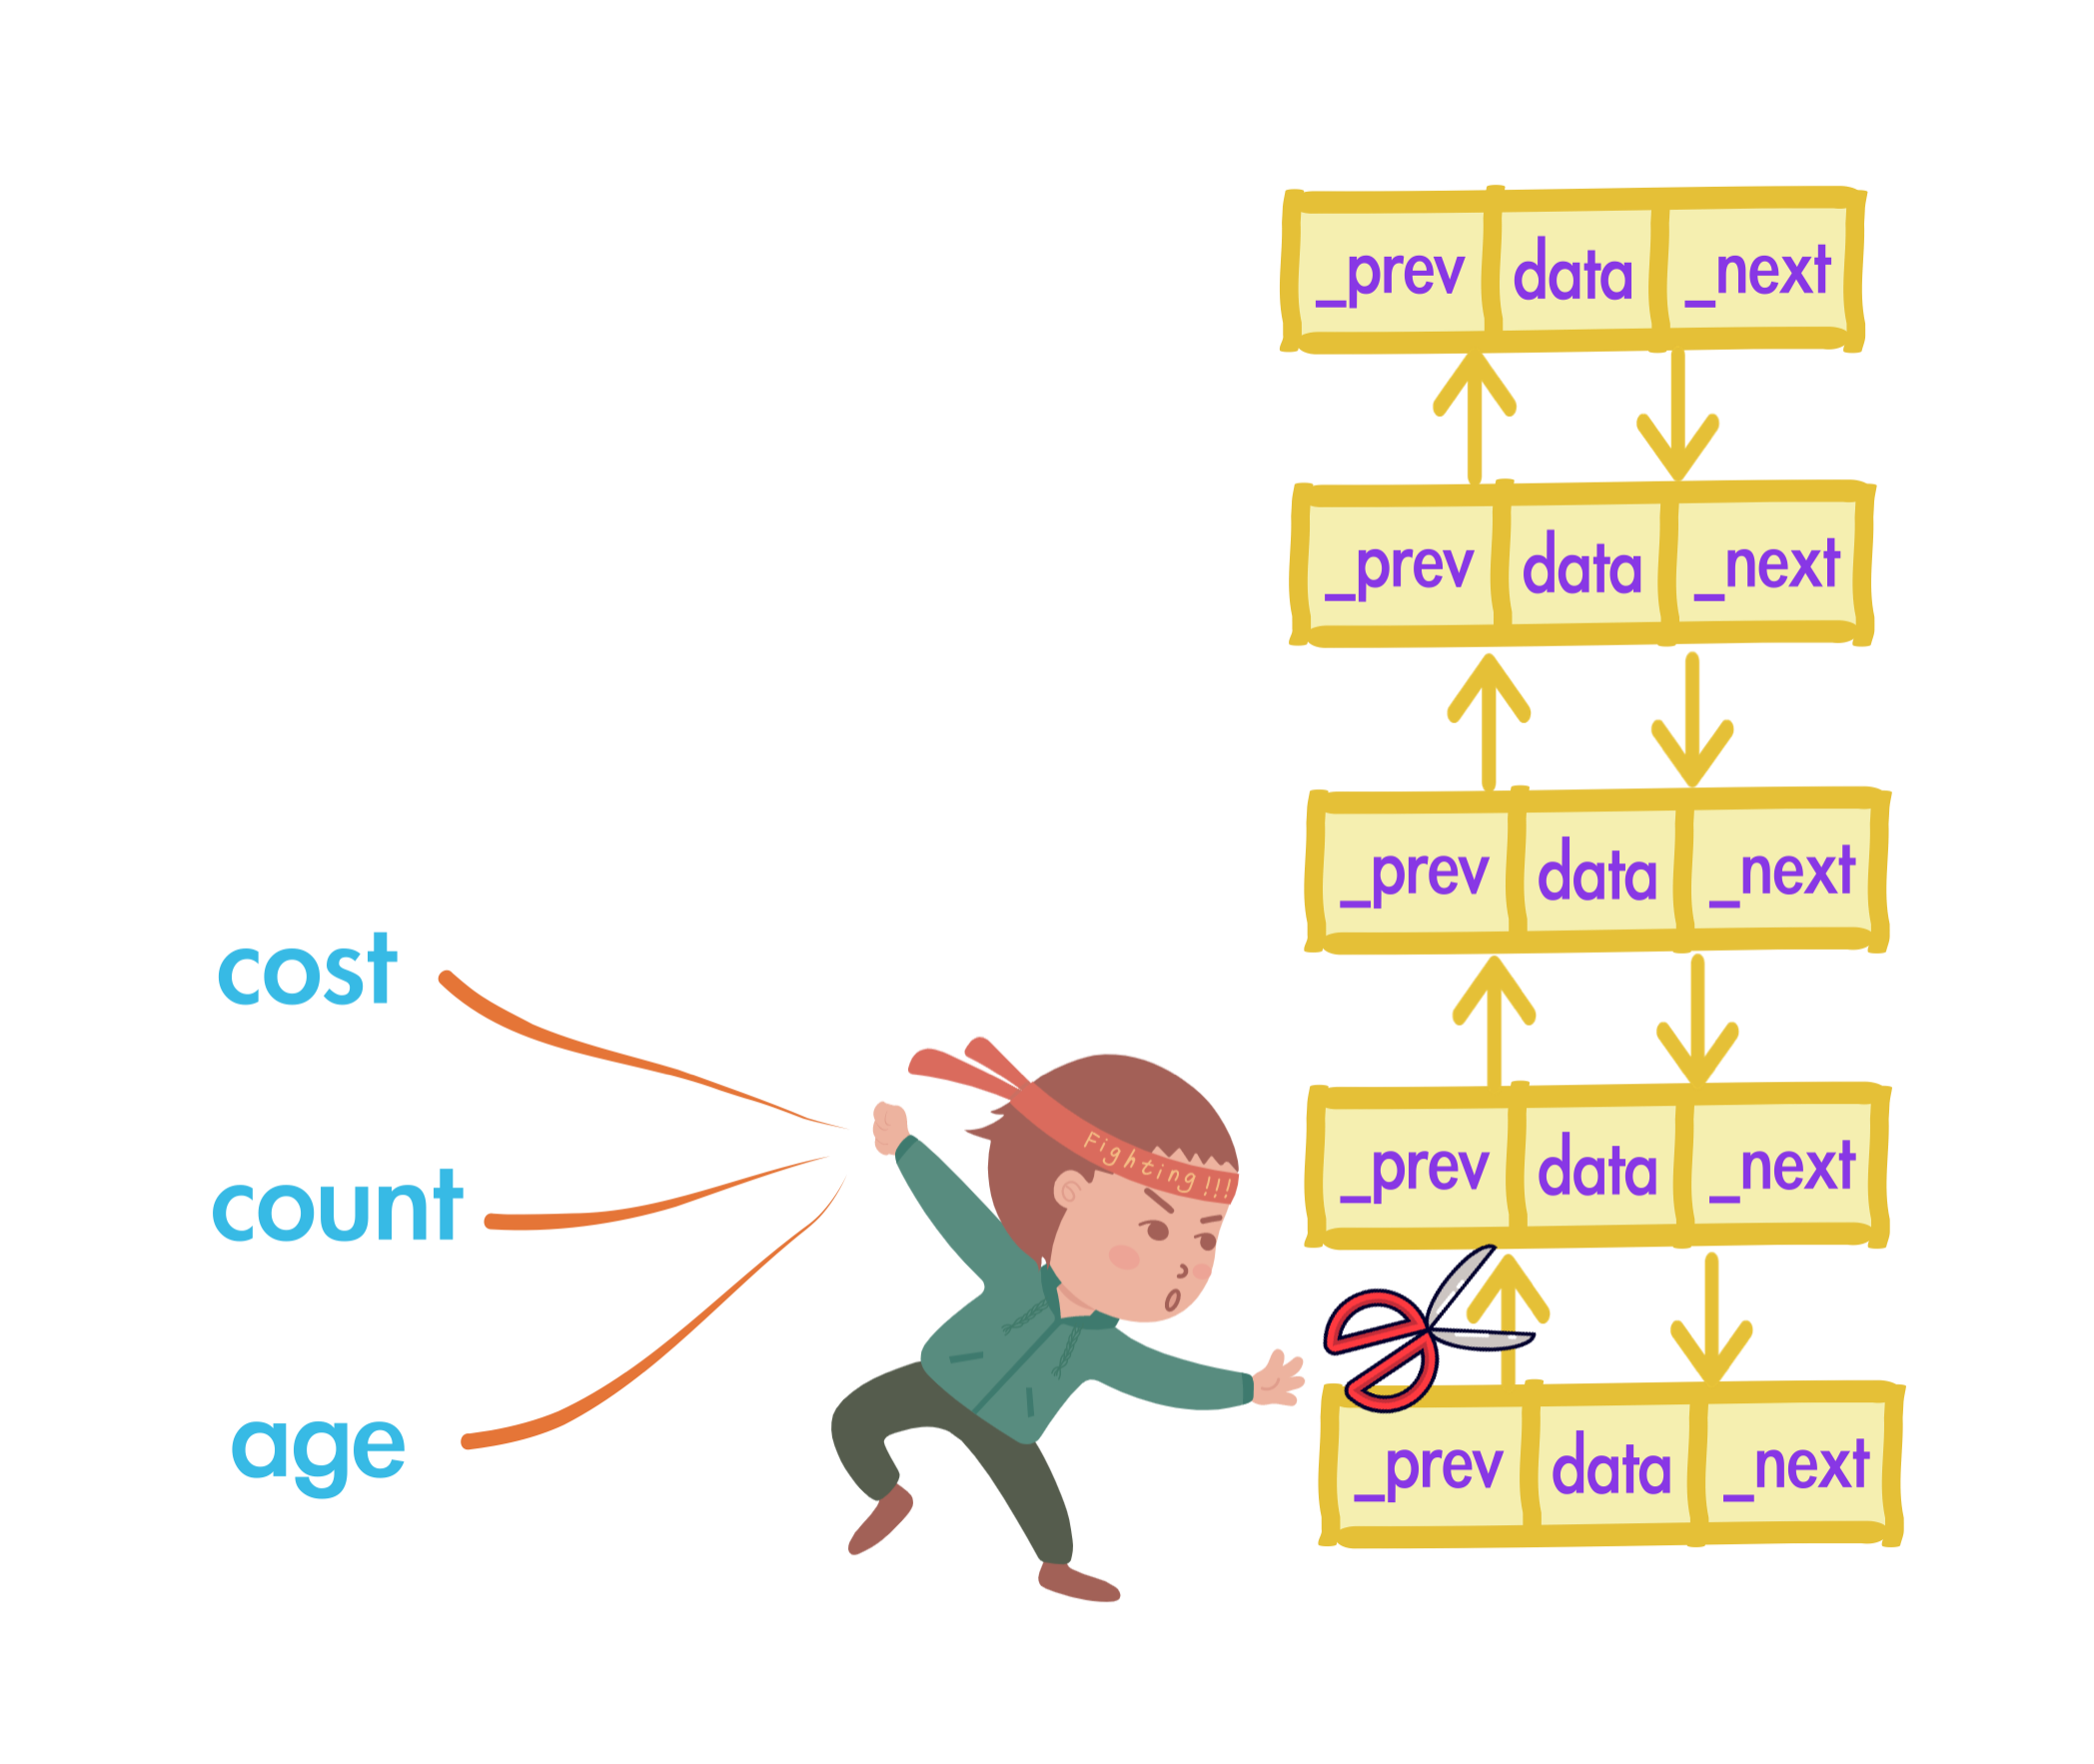 _prev data _next
_prev data _next
_prev data _next
cost
Fighting!!!
_prev data _next
count
age
_prev data _next